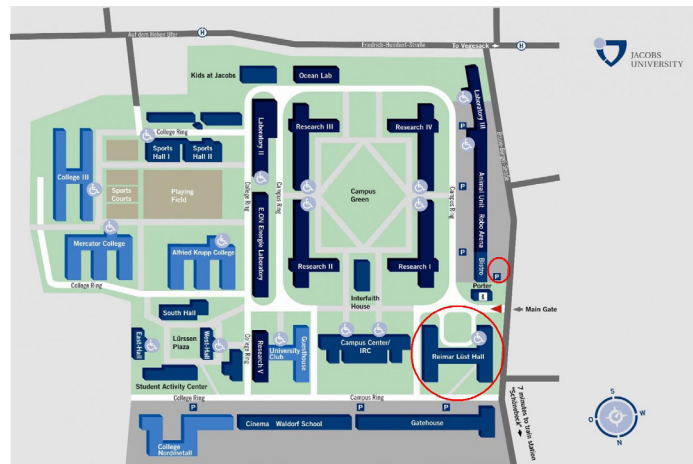 Auf dem Hohen Ufer
H
Friedrich-Humbert-Straße
To Vegesack
H
JACOBS
UNIVERSITY
Kids at Jacobs
Ocean Lab
Laboratory III
P
College Ring
Laboratory II
Research III
Research IV
Sports
Hall I
Sports
Hall II
College III
Sports
Courts
Playing
Field
College Ring
Campus Ring
Campus
Green
Campus Ring
P
Animal Unit
Robo Arena
Bistro
P
P
Mercator College
Alfried Krupp College
E.ON Energie Laboratory
Research II
Research I
Interfaith
House
Porter
i
Main Gate
College Ring
South Hall
East-Hall
Lürssen
Plaza
West-Hall
College Ring
Research V
University
Club
Guesthouse
Campus Center/
IRC
Reimar Lüst Hall
Student Activity Center
College Ring
P
Campus Ring
P
P
7 minutes to train station
"Schönebeck"
College
Nordmetall
Cinema
Waldorf School
Gatehouse
S
O
W
N